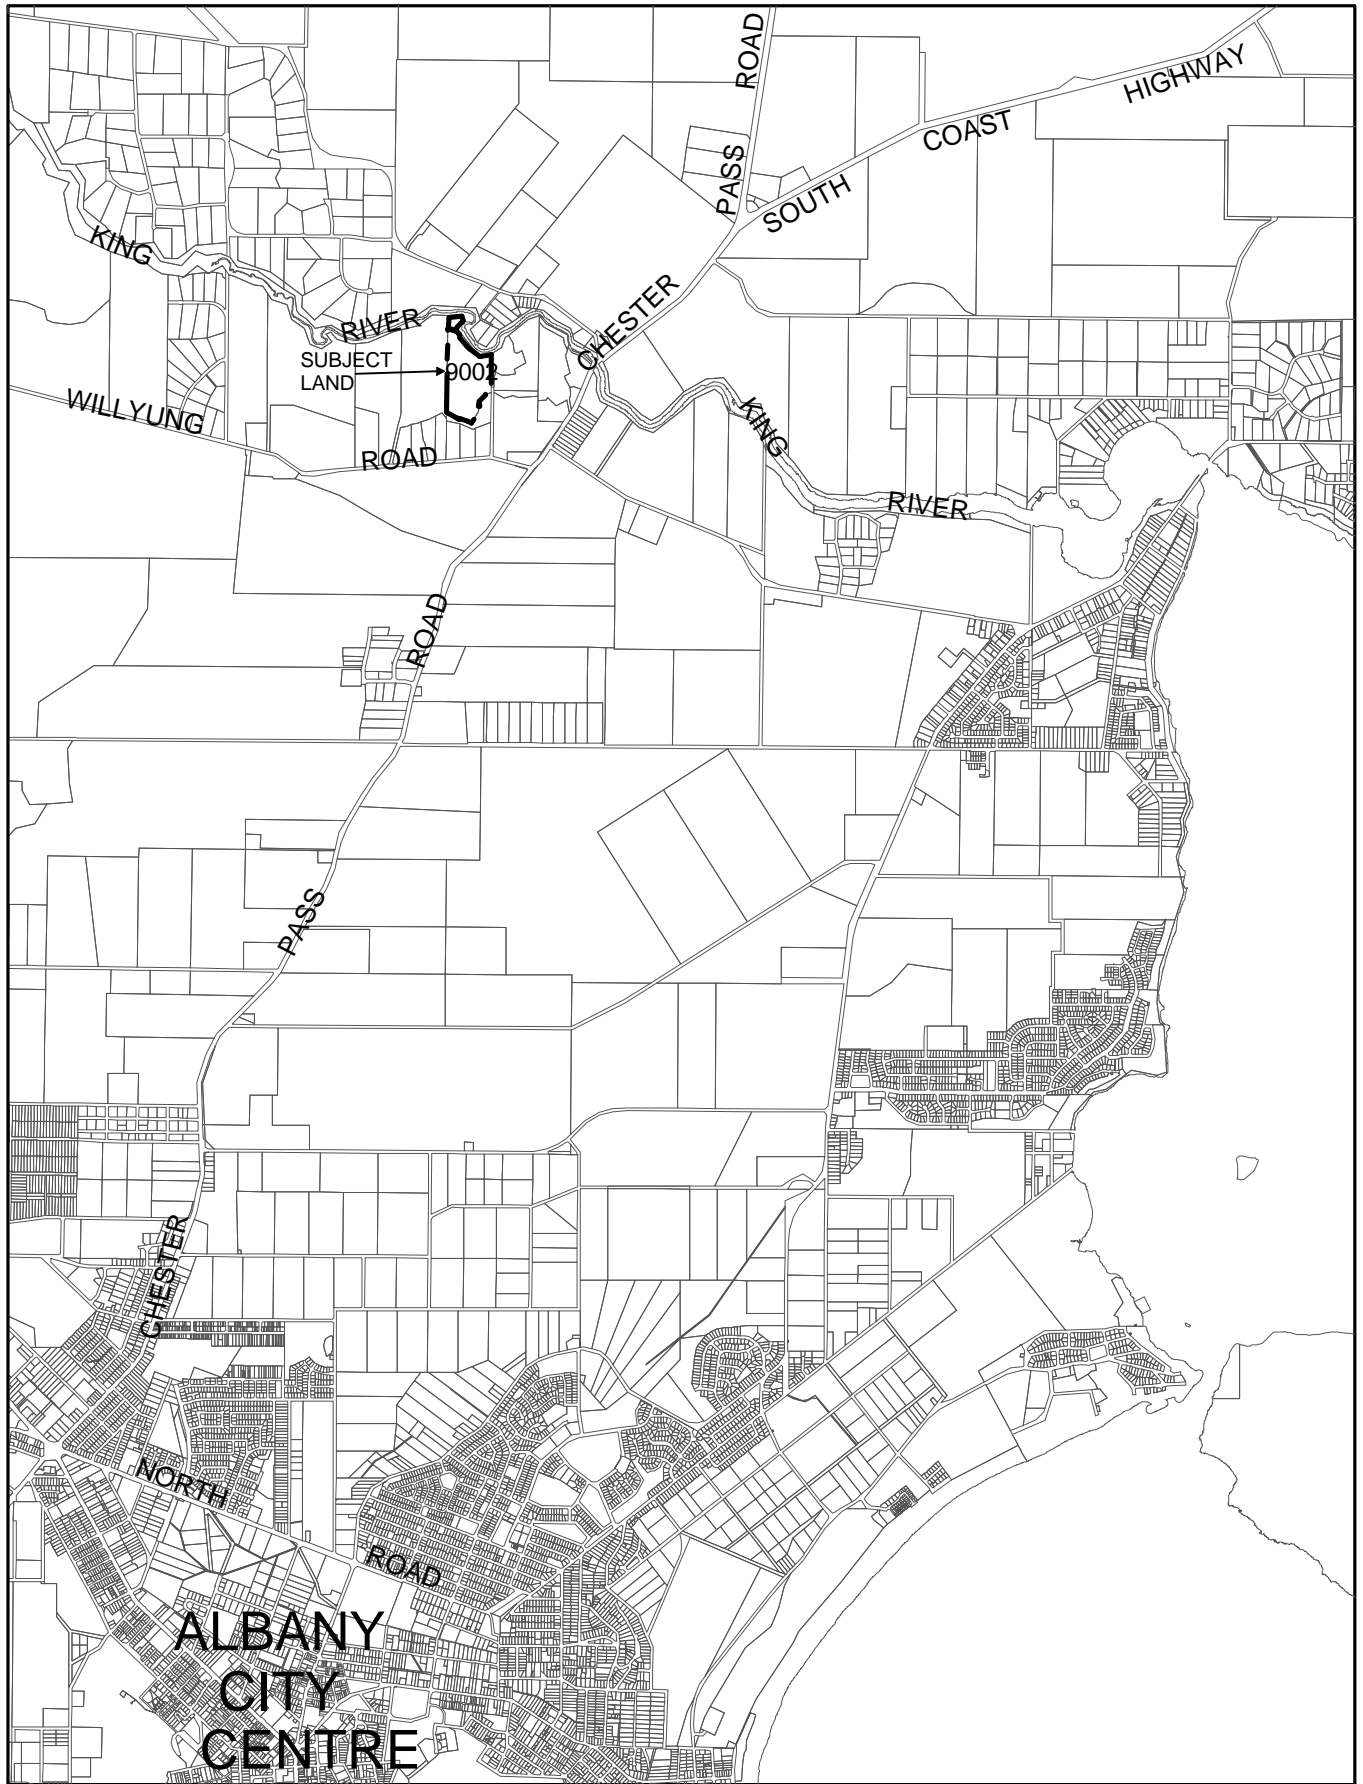 ROAD
PASS
HIGHWAY
COAST
SOUTH
KING
RIVER
CHESTER
SUBJECT
LAND
9002
WILLYUNG
ROAD
KING
RIVER
ROAD
PASS
CHESTER
NORTH
ROAD
ALBANY
CITY
CENTRE